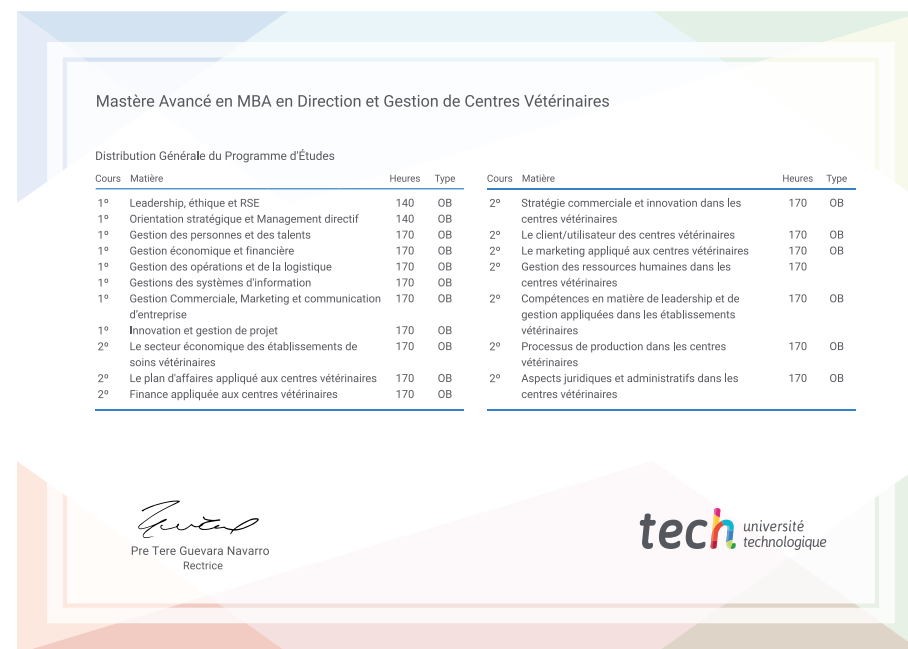 Mastère Avancé en MBA en Direction et Gestion de Centres Vétérinaires
Distribution Générale du Programme d'Études
Cours Matière Heures Type
1º Leadership, éthique et RSE 140 OB
1º Orientation stratégique et Management directif 140 OB
1º Gestion des personnes et des talents 170 OB
1º Gestion économique et financière 170 OB
1º Gestion des opérations et de la logistique 170 OB
1º Gestions des systèmes d'information 170 OB
1º Gestion Commerciale, Marketing et communication 170 OB
d'entreprise
1º Innovation et gestion de projet 170 OB
2º Le secteur économique des établissements de 170 OB
soins vétérinaires
2º Le plan d'affaires appliqué aux centres vétérinaires 170 OB
2º Finance appliquée aux centres vétérinaires 170 OB
Cours Matière Heures Type
2º Stratégie commerciale et innovation dans les 170 OB
centres vétérinaires
2º Le client/utilisateur des centres vétérinaires 170 OB
2º Le marketing appliqué aux centres vétérinaires 170 OB
2º Gestion des ressources humaines dans les 170
centres vétérinaires
2º Compétences en matière de leadership et de 170 OB
gestion appliquées dans les établissements
vétérinaires
2º Processus de production dans les centres 170 OB
vétérinaires
2º Aspects juridiques et administratifs dans les 170 OB
centres vétérinaires
Pre Tere Guevara Navarro
Rectrice
tech université
technologique